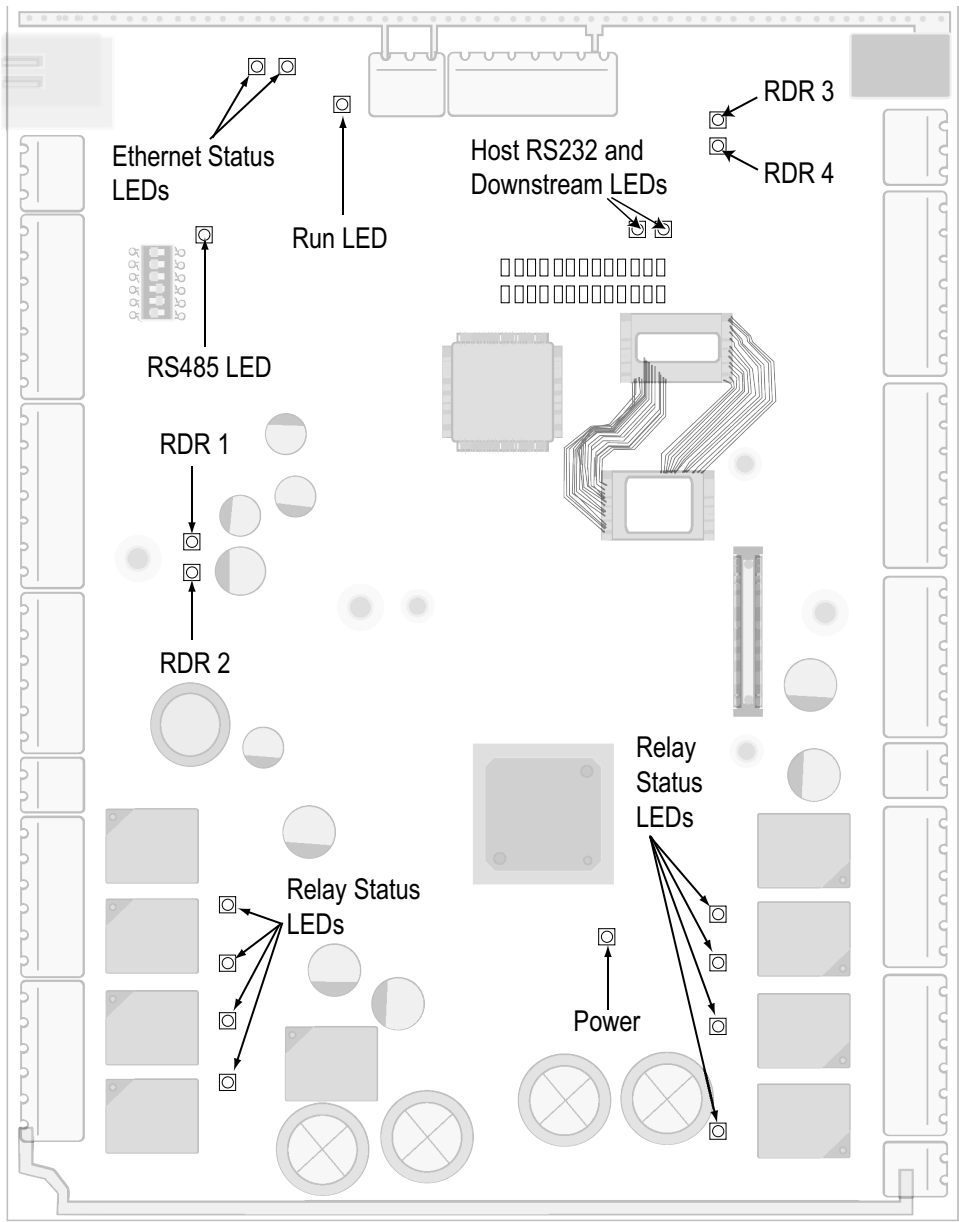 RDR 3
Ethernet Status
LEDs
Host RS232 and
Downstream LEDs
RDR 4
Run LED
RS485 LED
RDR 1
RDR 2
Relay
Status
LEDs
Relay Status
LEDs
Power